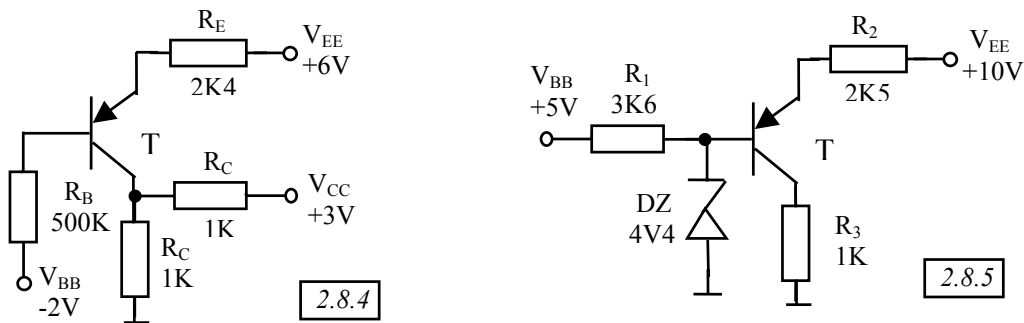 R_E
V_EE
+6V
2K4
T
R_C
V_CC
+3V
1K
R_B
500K
R_C
1K
V_BB
-2V
2.8.4
R_2
V_EE
+10V
2K5
V_BB
+5V
R_1
3K6
T
DZ
4V4
R_3
1K
2.8.5